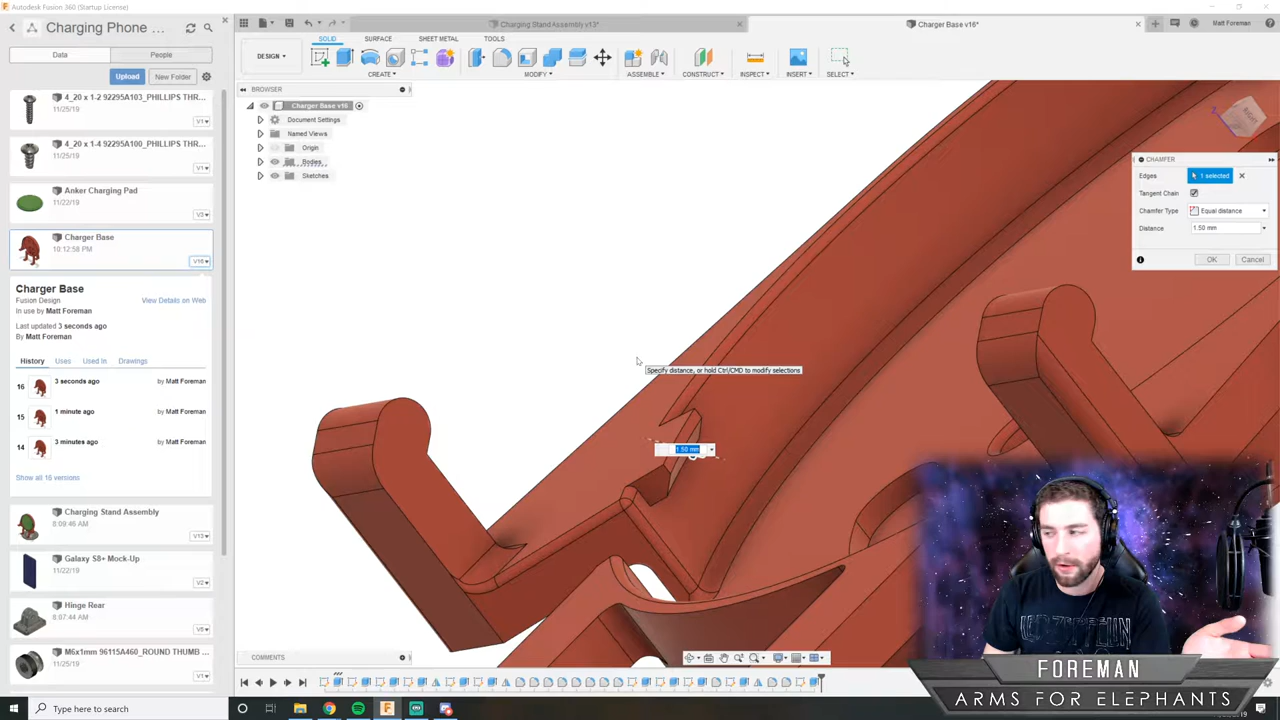 Autodesk Fusion 360 (Startup License)
Charging Phone ...
Charging Stand Assembly v13*
Charger Base v16*
Matt Foreman
Data
People
Upload
New Folder
DESIGN
SOLID
SURFACE
SHEET METAL
TOOLS
CREATE
MODIFY
ASSEMBLE
CONSTRUCT
INSPECT
INSERT
SELECT
BROWSER
Charger Base v16
Document Settings
Named Views
Origin
Bodies
Sketches
4_20 x 1-2 92295A103_PHILLIPS THR...
11/25/19
V1
4_20 x 1-4 92295A100_PHILLIPS THR...
11/25/19
V1
Anker Charging Pad
11/22/19
V3
Charger Base
10:12:58 PM
V16
Charger Base
Fusion Design
View Details on Web
In use by Matt Foreman
Last updated 3 seconds ago
By Matt Foreman
History
Uses
Used In
Drawings
16
3 seconds ago
by Matt Foreman
15
1 minute ago
by Matt Foreman
14
3 minutes ago
by Matt Foreman
Show all 16 versions
Charging Stand Assembly
8:09:46 AM
V13
Galaxy S8+ Mock-Up
11/22/19
V2
Hinge Rear
8:07:44 AM
V5
M6x1mm 96115A460_ROUND THUMB ...
11/25/19
V1
CHAMFER
Edges
1 selected
Tangent Chain
Chamfer Type
Equal distance
Distance
1.50 mm
OK
Cancel
Specify distance, or hold Ctrl/CMD to modify selections
1.50 mm
COMMENTS
FOREMAN
ARMS FOR ELEPHANTS
Type here to search